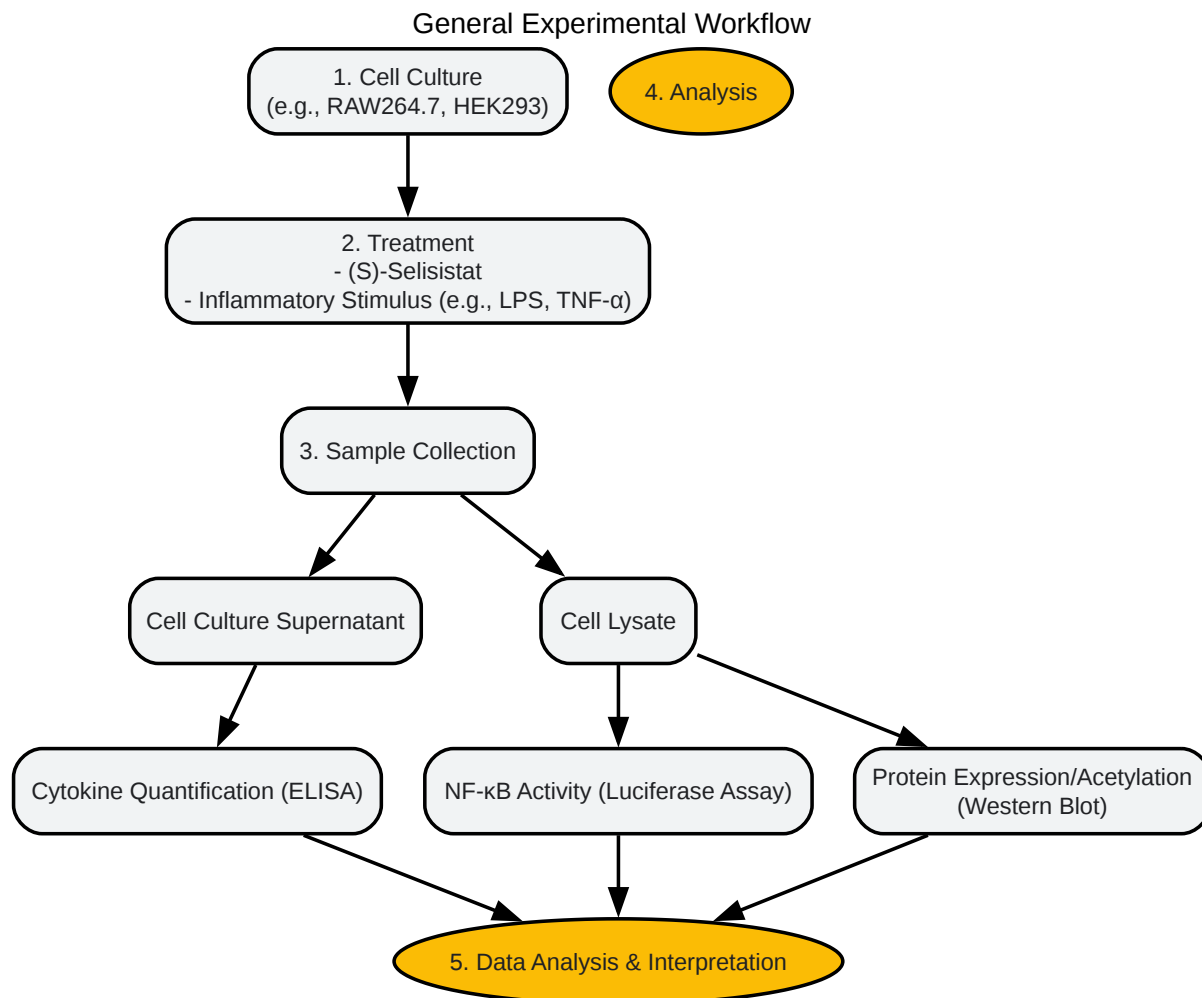 General Experimental Workflow
1. Cell Culture
(e.g., RAW264.7, HEK293)
4. Analysis
2. Treatment
- (S)-Selisistat
- Inflammatory Stimulus (e.g., LPS, TNF-α)
3. Sample Collection
Cell Culture Supernatant
Cell Lysate
Cytokine Quantification (ELISA)
NF-κB Activity (Luciferase Assay)
Protein Expression/Acetylation
(Western Blot)
5. Data Analysis & Interpretation